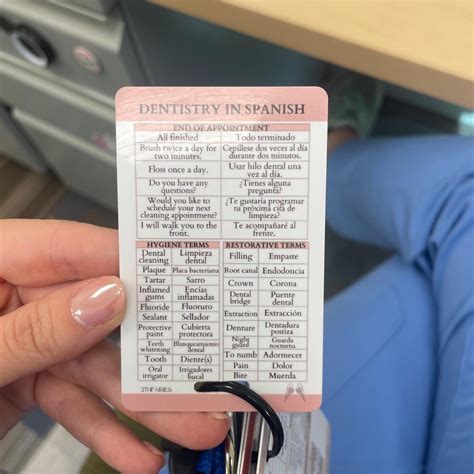 DENTISTRY IN SPANISH
END OF APPOINTMENT
All finished Todo terminado
Brush twice a day for Cepíllese dos veces al día
two minutes. durante dos minutos.
Floss once a day. Usar hilo dental una
vez al día.
Do you have any ¿Tienes alguna
questions? pregunta?
Would you like to ¿Te gustaría programar
schedule your next tu próxima cita de
cleaning appointment? limpieza?
I will walk you to the Te acompañaré al
front. frente.
HYGIENE TERMS
Dental Limpieza
cleaning dental
Plaque Placa bacteriana
Tartar Sarro
Inflamed Encías
gums inflamadas
Fluoride Fluoruro
Sealant Sellador
Protective Cubierta
paint protectora
Teeth Blanqueamiento
whitening dental
Tooth Diente(s)
Oral Irrigadores
irrigator bucal
RESTORATIVE TERMS
Filling Empaste
Root canal Endodoncia
Crown Corona
Dental Puente
bridge dental
Extraction Extracción
Denture Dentadura
postiza
Night Guarda
guard nocturna
To numb Adormecer
Pain Dolor
Bite Muerda
2THFAIRIES